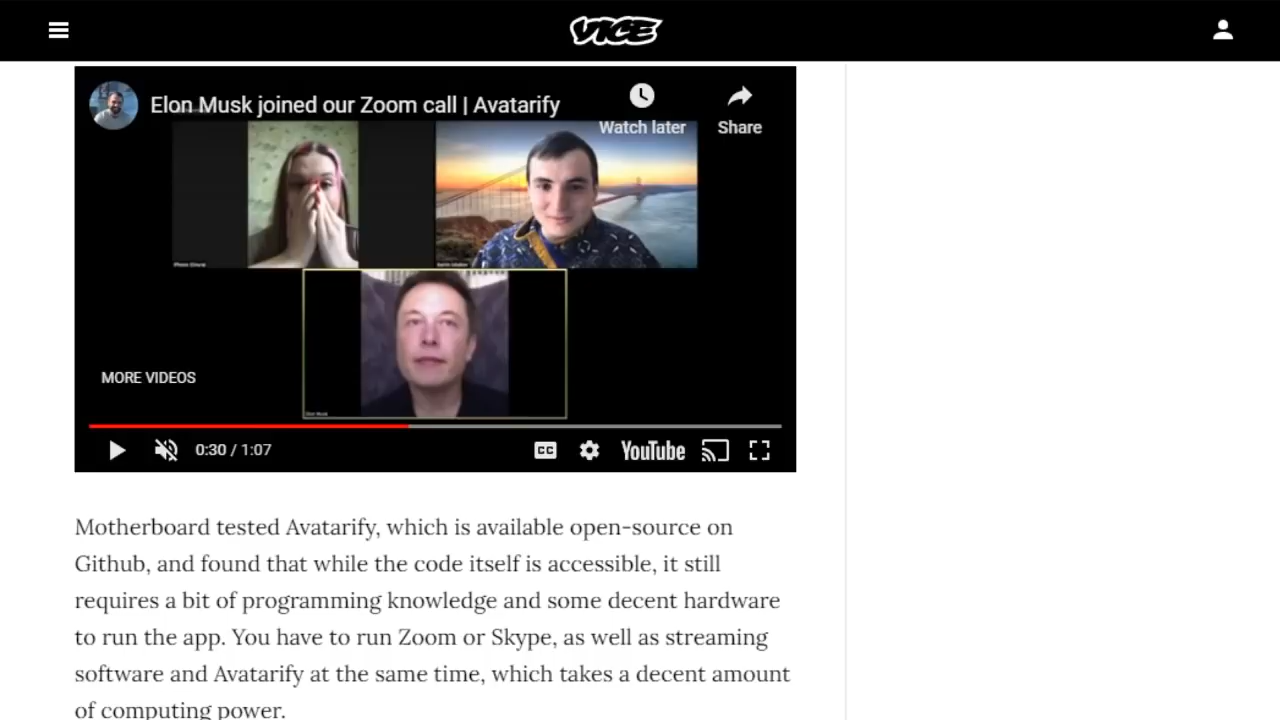 VICE
Elon Musk joined our Zoom call | Avatarify
Watch later
Share
Elon Musk
MORE VIDEOS
0:30 / 1:07
CC
YouTube
Motherboard tested Avatarify, which is available open-source on
Github, and found that while the code itself is accessible, it still
requires a bit of programming knowledge and some decent hardware
to run the app. You have to run Zoom or Skype, as well as streaming
software and Avatarify at the same time, which takes a decent amount
of computing power.